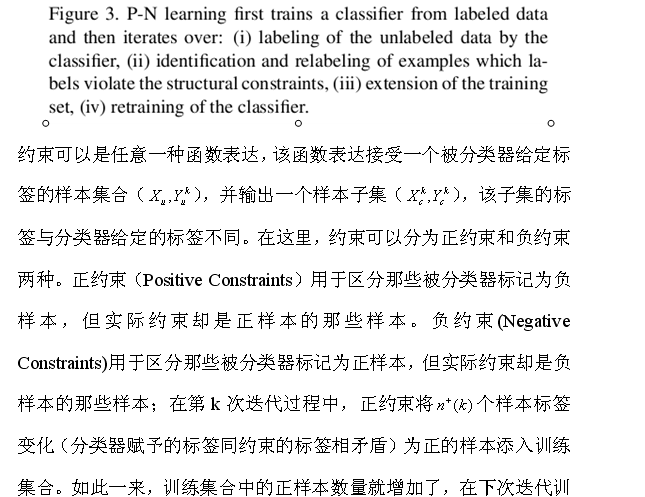 Figure 3. P-N learning first trains a classifier from labeled data
and then iterates over: (i) labeling of the unlabeled data by the
classifier, (ii) identification and relabeling of examples which la-
bels violate the structural constraints, (iii) extension of the training
set, (iv) retraining of the classifier.
约束可以是任意一种函数表达，该函数表达接受一个被分类器给定标
签的样本集合（ X_u,Y_u^k ），并输出一个样本子集（ X_c^k,Y_c^k ），该子集的标
签与分类器给定的标签不同。在这里，约束可以分为正约束和负约束
两种。正约束（Positive Constraints）用于区分那些被分类器标记为负
样本，但实际约束却是正样本的那些样本。负约束(Negative
Constraints)用于区分那些被分类器标记为正样本，但实际约束却是负
样本的那些样本；在第 k 次迭代过程中，正约束将 n⁺(k) 个样本标签
变化（分类器赋予的标签同约束的标签相矛盾）为正的样本添入训练
集合。如此一来，训练集合中的正样本数量就增加了，在下次迭代训